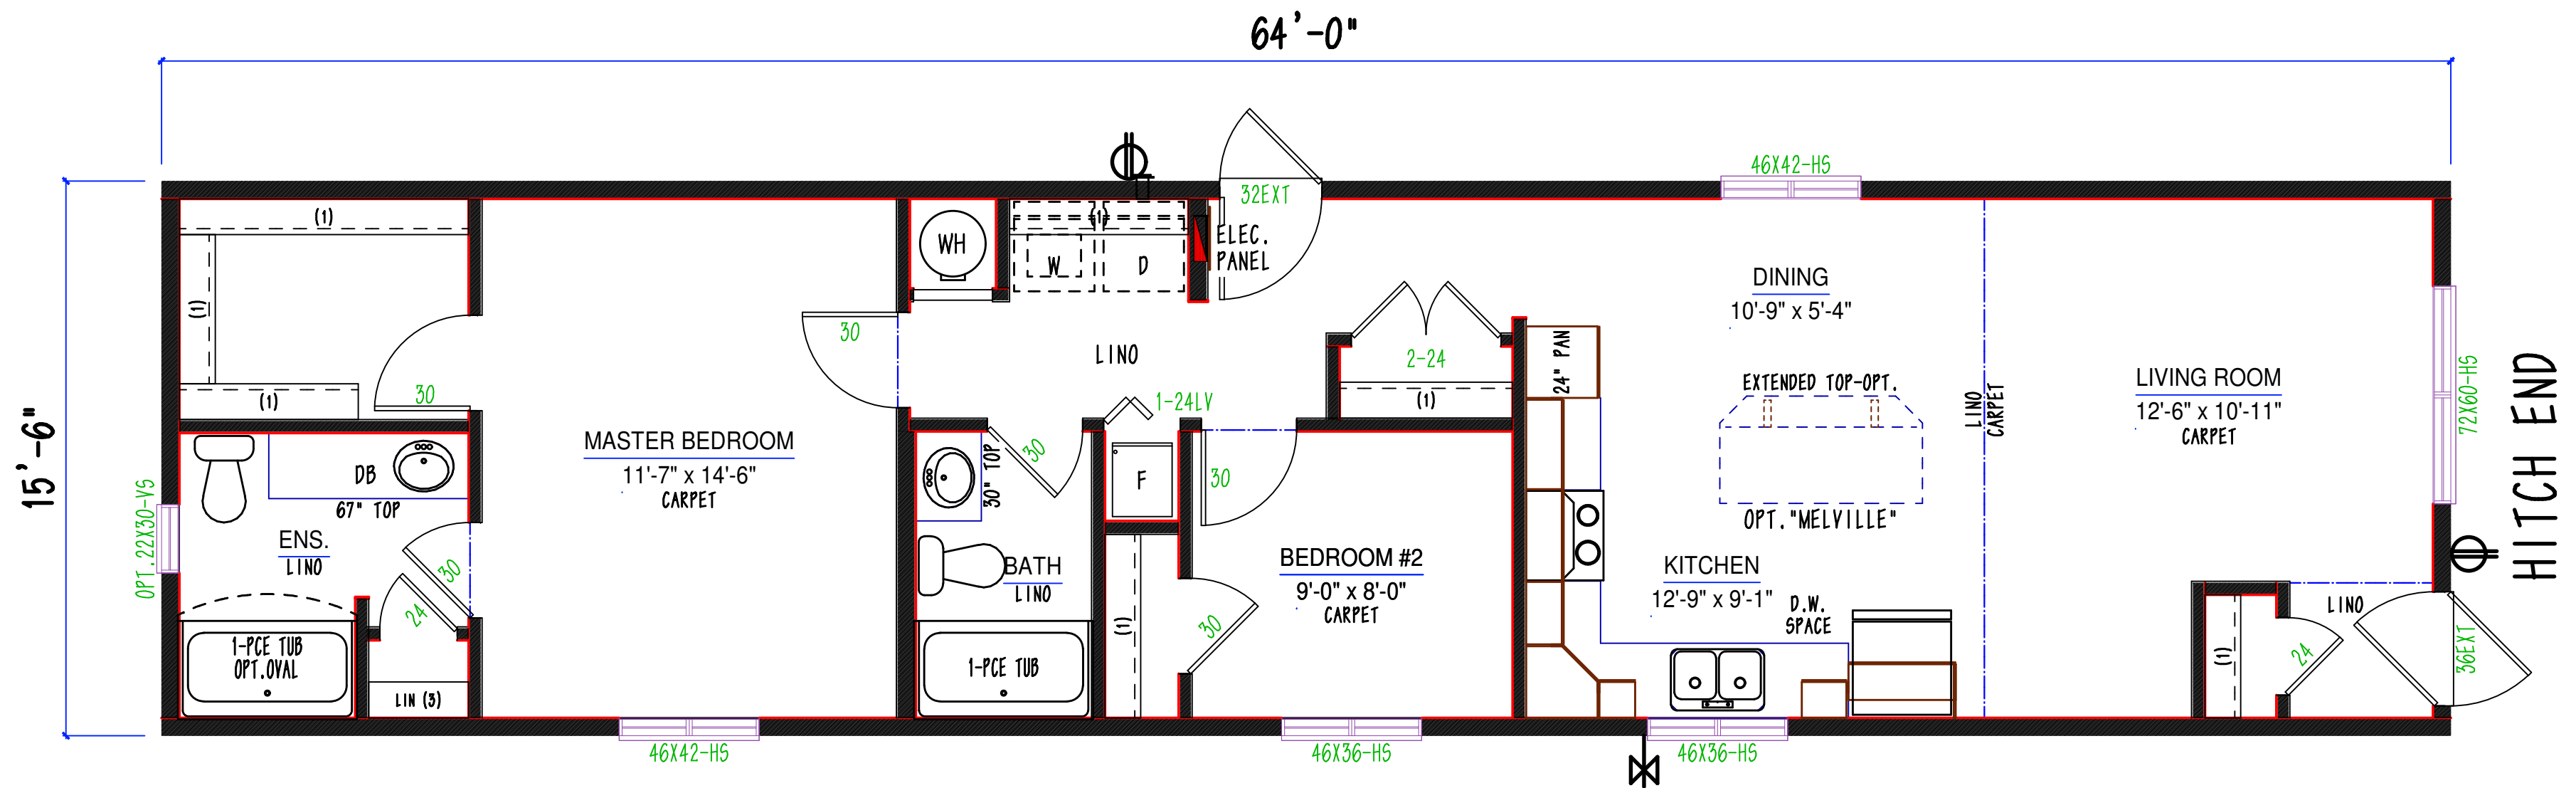 64'-0"
15'-6"
HITCH END
46X42-HS
32EXT
(1)
(1)
(1)
30
WH
(1)
W
D
ELEC.
PANEL
30
LINO
1-24LV
2-24
(1)
24" PAN
DINING
10'-9" x 5'-4"
EXTENDED TOP-OPT.
OPT."MELVILLE"
LINO
CARPET
LIVING ROOM
12'-6" x 10'-11"
CARPET
72X60-HS
MASTER BEDROOM
11'-7" x 14'-6"
CARPET
DB
67" TOP
OPT.22X30-VS
ENS.
LINO
30
24
1-PCE TUB
OPT.OVAL
LIN (3)
30" TOP
30
F
30
BATH
LINO
1-PCE TUB
(1)
30
BEDROOM #2
9'-0" x 8'-0"
CARPET
KITCHEN
12'-9" x 9'-1"
D.W.
SPACE
LINO
(1)
24
36EXT
46X42-HS
46X36-HS
46X36-HS